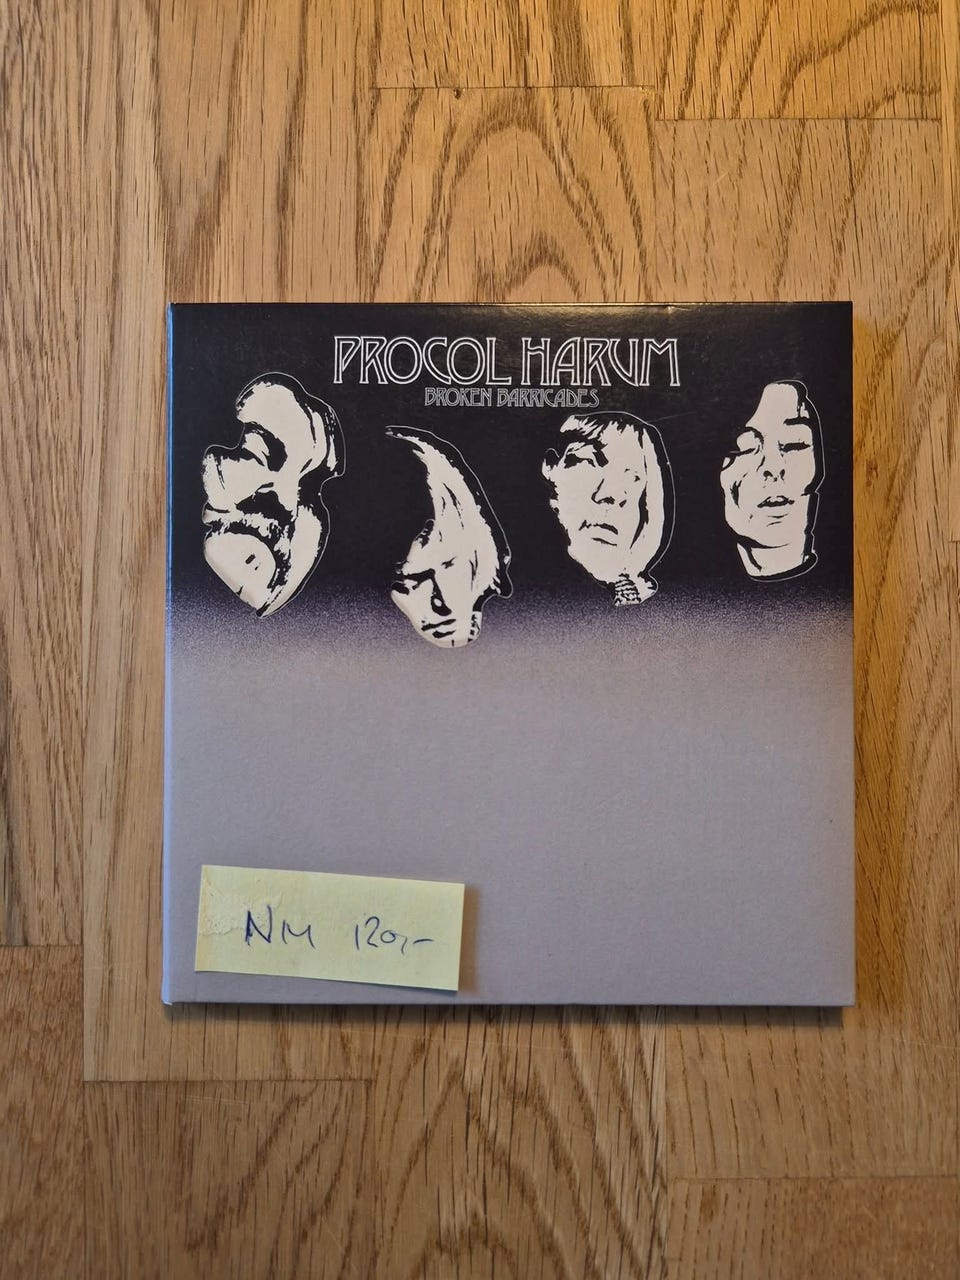 PROCOL HARUM
BROKEN BARRICADES
NM 120,-